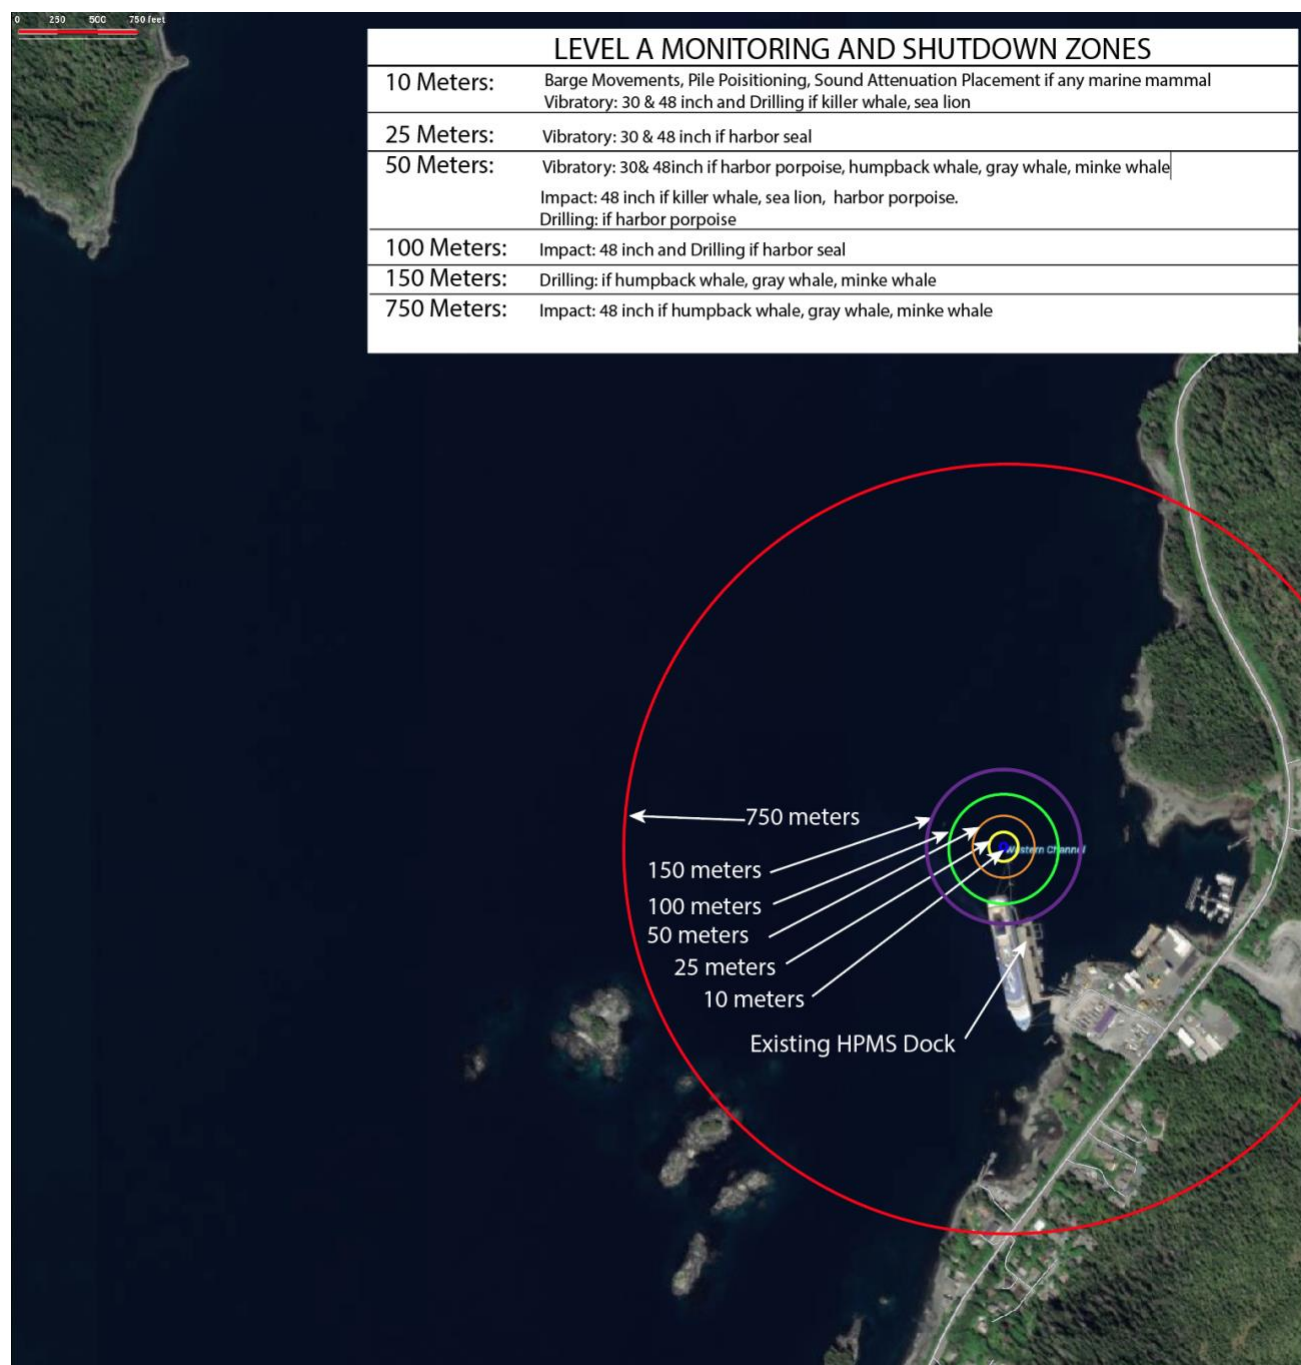 0 250 500 750 feet
LEVEL A MONITORING AND SHUTDOWN ZONES
10 Meters: Barge Movements, Pile Poisitioning, Sound Attenuation Placement if any marine mammal
Vibratory: 30 & 48 inch and Drilling if killer whale, sea lion
25 Meters: Vibratory: 30 & 48 inch if harbor seal
50 Meters: Vibratory: 30& 48inch if harbor porpoise, humpback whale, gray whale, minke whale
Impact: 48 inch if killer whale, sea lion, harbor porpoise.
Drilling: if harbor porpoise
100 Meters: Impact: 48 inch and Drilling if harbor seal
150 Meters: Drilling: if humpback whale, gray whale, minke whale
750 Meters: Impact: 48 inch if humpback whale, gray whale, minke whale
750 meters
Western Channel
150 meters
100 meters
50 meters
25 meters
10 meters
Existing HPMS Dock